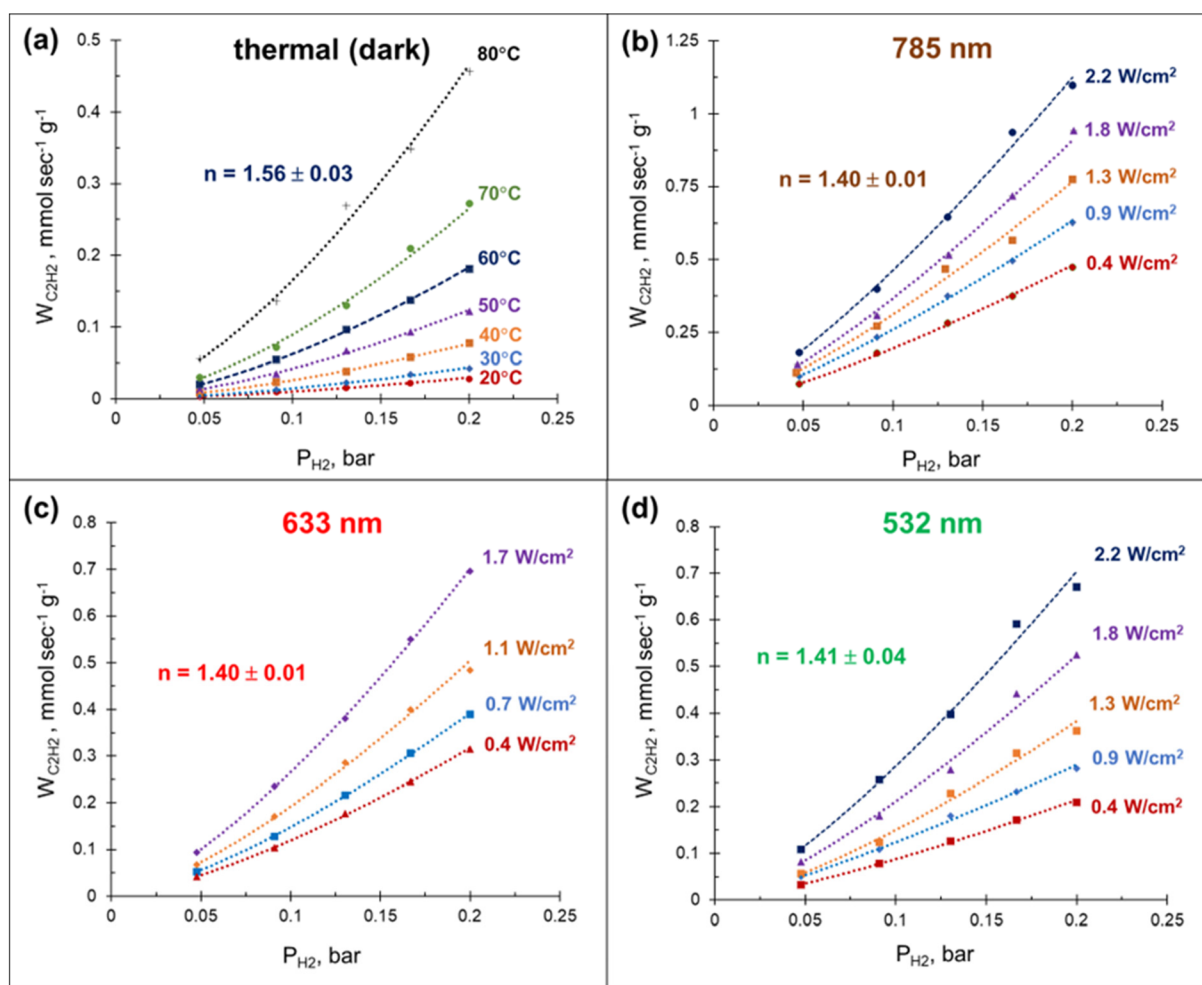 (a)
thermal (dark)
0.5
0.4
0.3
0.2
0.1
0
W_C2H2, mmol sec⁻¹ g⁻¹
n = 1.56 ± 0.03
80°C
70°C
60°C
50°C
40°C
30°C
20°C
0 0.05 0.1 0.15 0.2 0.25
P_H2, bar
(b)
785 nm
1.25
1
0.75
0.5
0.25
0
W_C2H2, mmol sec⁻¹ g⁻¹
n = 1.40 ± 0.01
2.2 W/cm²
1.8 W/cm²
1.3 W/cm²
0.9 W/cm²
0.4 W/cm²
0 0.05 0.1 0.15 0.2 0.25
P_H2, bar
(c)
633 nm
0.8
0.7
0.6
0.5
0.4
0.3
0.2
0.1
0
W_C2H2, mmol sec⁻¹ g⁻¹
n = 1.40 ± 0.01
1.7 W/cm²
1.1 W/cm²
0.7 W/cm²
0.4 W/cm²
0 0.05 0.1 0.15 0.2 0.25
P_H2, bar
(d)
532 nm
0.8
0.7
0.6
0.5
0.4
0.3
0.2
0.1
0
W_C2H2, mmol sec⁻¹ g⁻¹
n = 1.41 ± 0.04
2.2 W/cm²
1.8 W/cm²
1.3 W/cm²
0.9 W/cm²
0.4 W/cm²
0 0.05 0.1 0.15 0.2 0.25
P_H2, bar